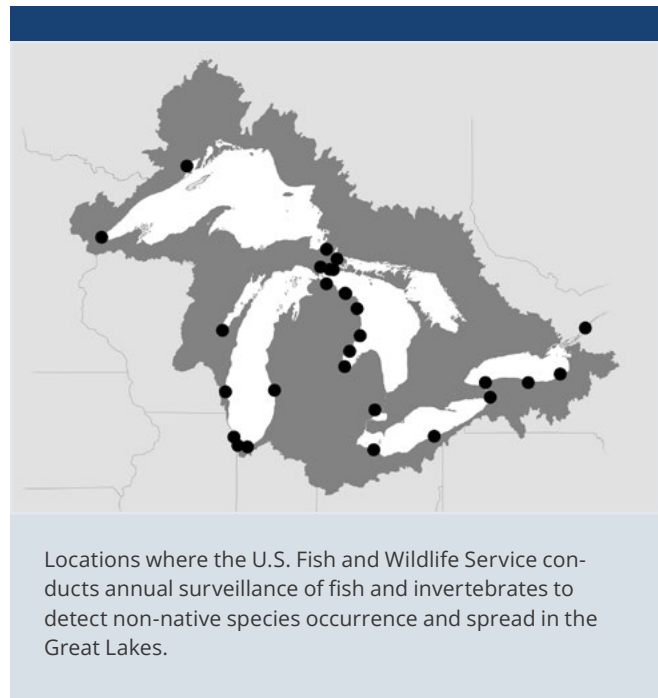 Locations where the U.S. Fish and Wildlife Service con-
ducts annual surveillance of fish and invertebrates to
detect non-native species occurrence and spread in the
Great Lakes.